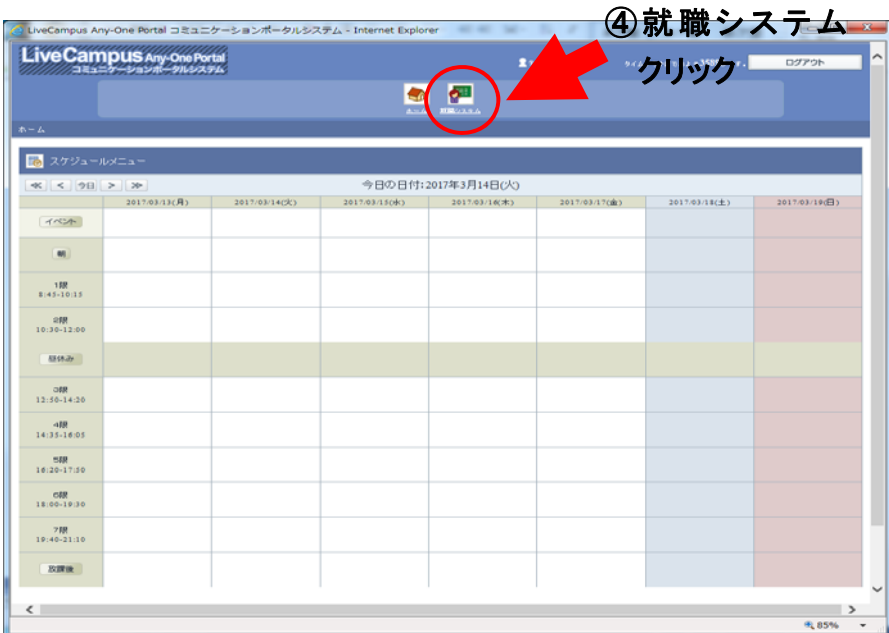 LiveCampus Any-One Portal コミュニケーションポータルシステム - Internet Explorer
④就職システム
クリック
LiveCampus Any-One Portal
コミュニケーションポータルシステム
ログアウト
ホーム 就職システム
ホーム
スケジュールメニュー
≪ < 今日 > ≫ 今日の日付:2017年3月14日(火)
2017/03/13(月) 2017/03/14(火) 2017/03/15(水) 2017/03/16(木) 2017/03/17(金) 2017/03/18(土) 2017/03/19(日)
イベント
朝
1限
8:45-10:15
2限
10:30-12:00
昼休み
3限
12:50-14:20
4限
14:35-16:05
5限
16:20-17:50
6限
18:00-19:30
7限
19:40-21:10
放課後
85%